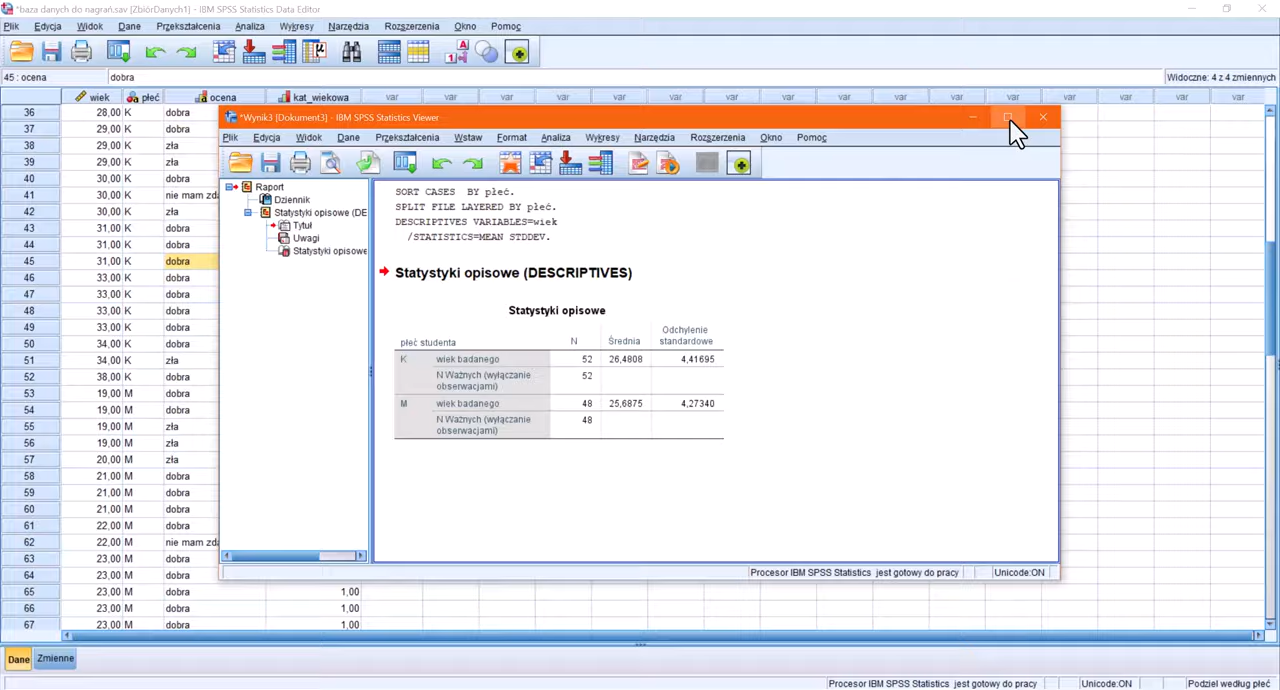 *baza danych do nagrań.sav [ZbiórDanych1] - IBM SPSS Statistics Data Editor
Plik Edycja Widok Dane Przekształcenia Analiza Wykresy Narzędzia Rozszerzenia Okno Pomoc
45 : ocena dobra Widoczne: 4 z 4 zmiennych
wiek płeć ocena kat_wiekowa var var var var var var var var var var var var var var var
36 28,00 K dobra
37 29,00 K dobra
38 29,00 K zła
39 29,00 K zła
40 30,00 K dobra
41 30,00 K nie mam zda
42 30,00 K zła
43 31,00 K dobra
44 31,00 K dobra
45 31,00 K dobra
46 33,00 K dobra
47 33,00 K dobra
48 33,00 K dobra
49 33,00 K dobra
50 34,00 K dobra
51 34,00 K zła
52 38,00 K dobra
53 19,00 M dobra
54 19,00 M dobra
55 19,00 M zła
56 19,00 M zła
57 20,00 M zła
58 21,00 M dobra
59 21,00 M dobra
60 21,00 M dobra
61 22,00 M dobra
62 22,00 M nie mam zda
63 23,00 M dobra
64 23,00 M dobra
65 23,00 M dobra 1,00
66 23,00 M dobra 1,00
67 23,00 M dobra 1,00
*Wynik3 [Dokument3] - IBM SPSS Statistics Viewer
Plik Edycja Widok Dane Przekształcenia Wstaw Format Analiza Wykresy Narzędzia Rozszerzenia Okno Pomoc
Raport
Dziennik
Statystyki opisowe (DE
Tytuł
Uwagi
Statystyki opisowe
SORT CASES BY płeć.
SPLIT FILE LAYERED BY płeć.
DESCRIPTIVES VARIABLES=wiek
/STATISTICS=MEAN STDDEV.
Statystyki opisowe (DESCRIPTIVES)
Statystyki opisowe
płeć studenta N Średnia Odchylenie
standardowe
K wiek badanego 52 26,4808 4,41695
N Ważnych (wyłączanie 52
obserwacjami)
M wiek badanego 48 25,6875 4,27340
N Ważnych (wyłączanie 48
obserwacjami)
Procesor IBM SPSS Statistics jest gotowy do pracy Unicode:ON
Dane Zmienne
Procesor IBM SPSS Statistics jest gotowy do pracy Unicode:ON Podziel według płeć